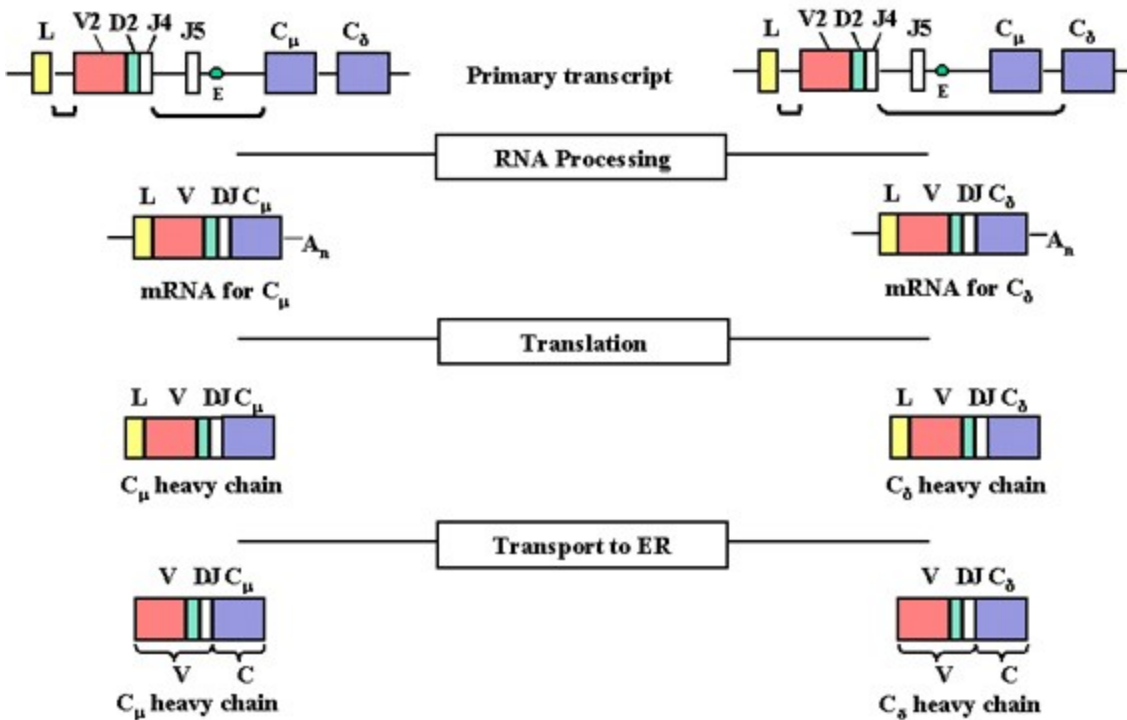 L V2 D2 J4 J5 Cμ Cδ
E
Primary transcript
L V2 D2 J4 J5 Cμ Cδ
E
RNA Processing
L V DJ Cμ
An
mRNA for Cμ
L V DJ Cδ
An
mRNA for Cδ
Translation
L V DJ Cμ
Cμ heavy chain
L V DJ Cδ
Cδ heavy chain
Transport to ER
V DJ Cμ
V C
Cμ heavy chain
V DJ Cδ
V C
Cδ heavy chain